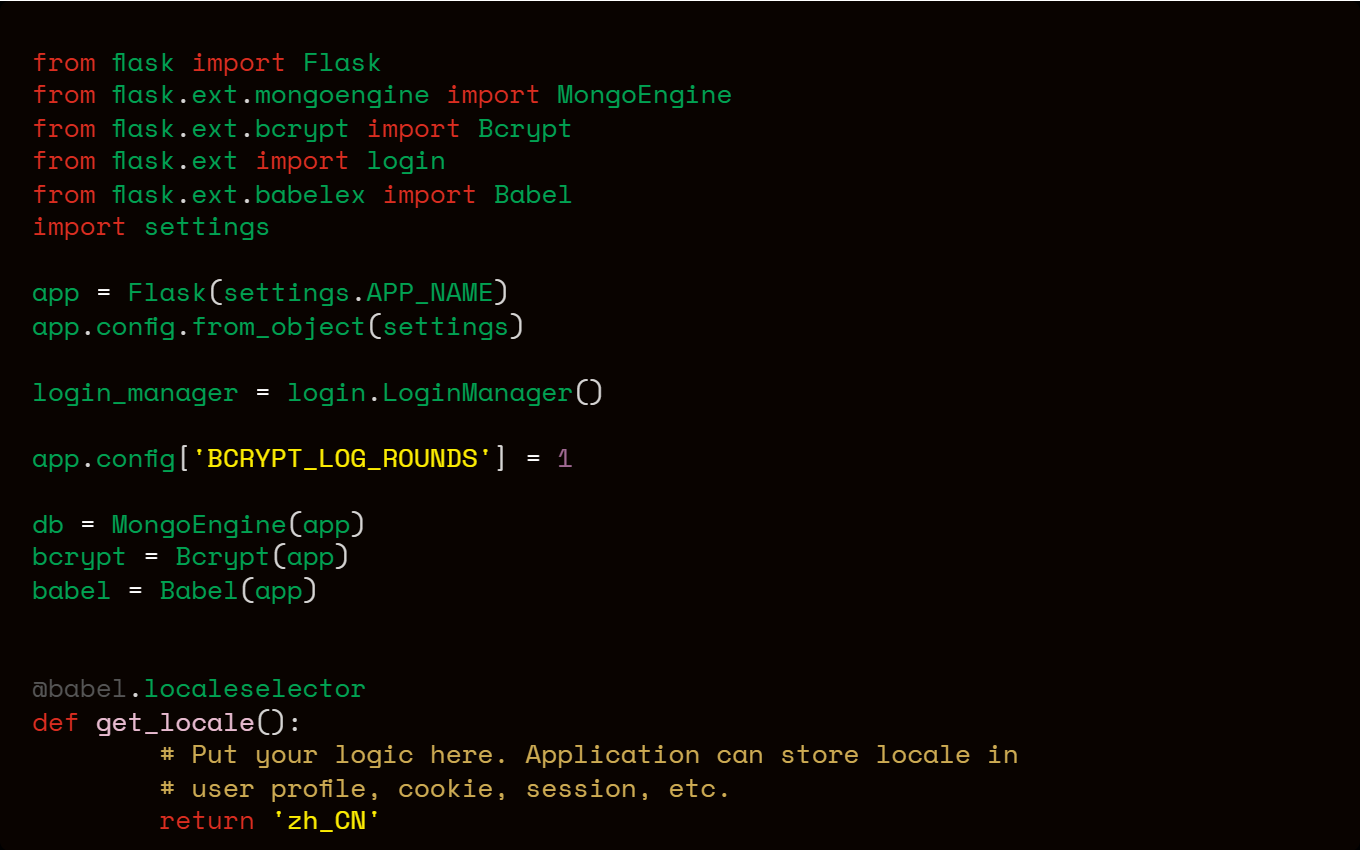 from flask import Flask
from flask.ext.mongoengine import MongoEngine
from flask.ext.bcrypt import Bcrypt
from flask.ext import login
from flask.ext.babelex import Babel
import settings

app = Flask(settings.APP_NAME)
app.config.from_object(settings)

login_manager = login.LoginManager()

app.config['BCRYPT_LOG_ROUNDS'] = 1

db = MongoEngine(app)
bcrypt = Bcrypt(app)
babel = Babel(app)


@babel.localeselector
def get_locale():
        # Put your logic here. Application can store locale in
        # user profile, cookie, session, etc.
        return 'zh_CN'